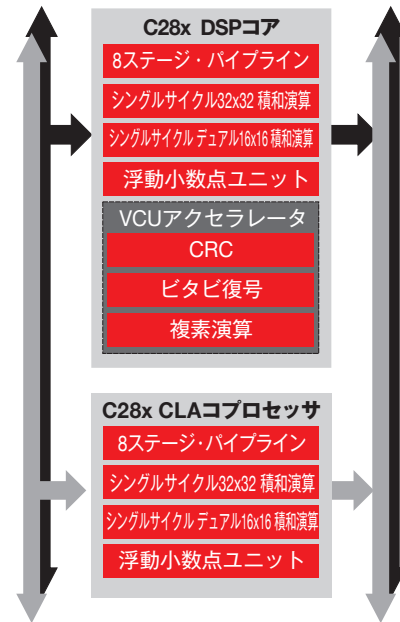 C28x DSPコア
8ステージ・パイプライン
シングルサイクル32x32 積和演算
シングルサイクル デュアル16x16 積和演算
浮動小数点ユニット
VCUアクセラレータ
CRC
ビタビ復号
複素演算
C28x CLAコプロセッサ
8ステージ・パイプライン
シングルサイクル32x32 積和演算
シングルサイクル デュアル16x16 積和演算
浮動小数点ユニット